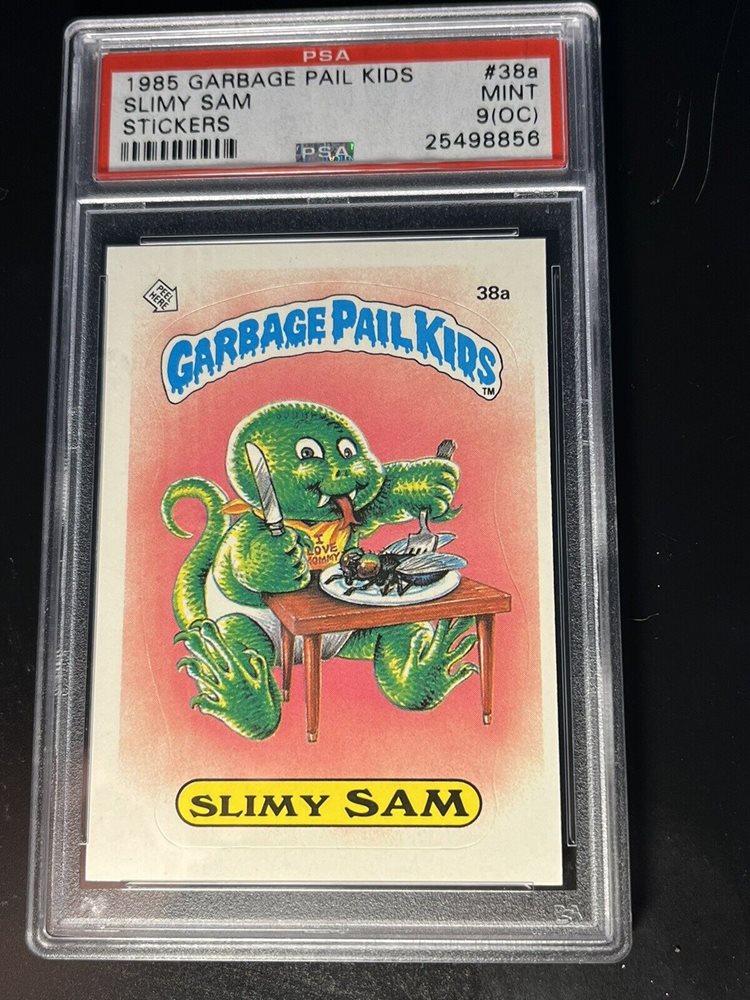 PSA
1985 GARBAGE PAIL KIDS #38a
SLIMY SAM MINT
STICKERS 9(OC)
PSA 25498856
PEEL
HERE
38a
GARBAGE PAIL KIDS
TM
I
LOVE
MOMMY
SLIMY SAM